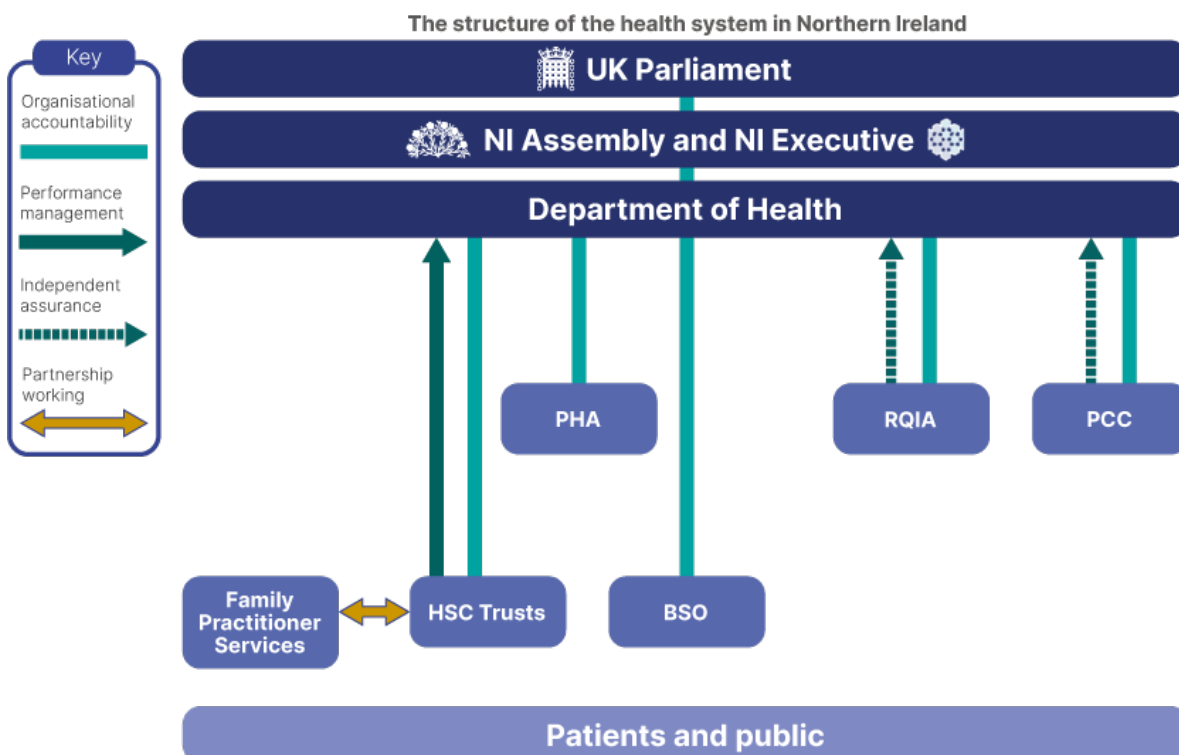 The structure of the health system in Northern Ireland
Key
Organisational
accountability
Performance
management
Independent
assurance
Partnership
working
UK Parliament
NI Assembly and NI Executive
Department of Health
PHA
RQIA
PCC
Family
Practitioner
Services
HSC Trusts
BSO
Patients and public